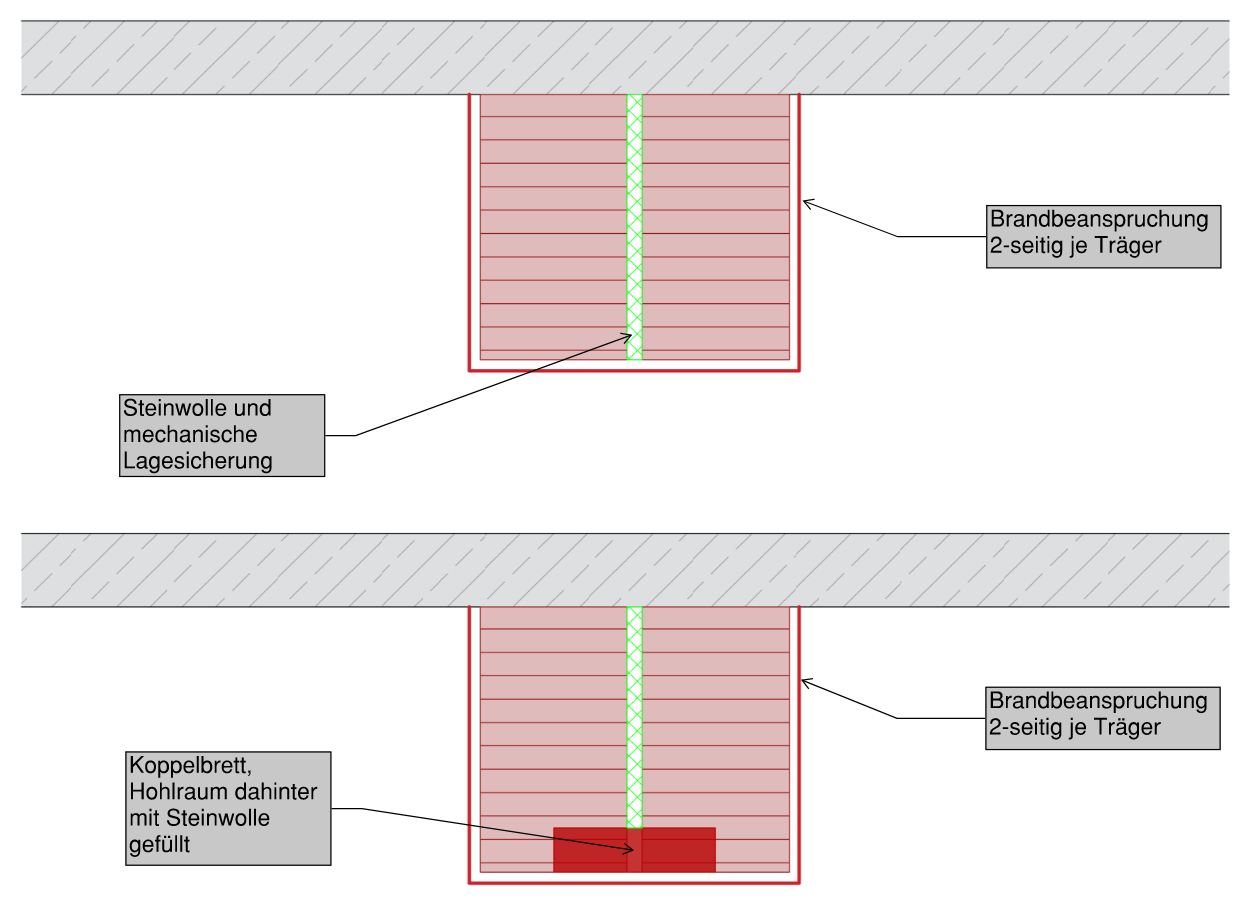 Brandbeanspruchung
2-seitig je Träger
Steinwolle und
mechanische
Lagesicherung
Brandbeanspruchung
2-seitig je Träger
Koppelbrett,
Hohlraum dahinter
mit Steinwolle
gefüllt